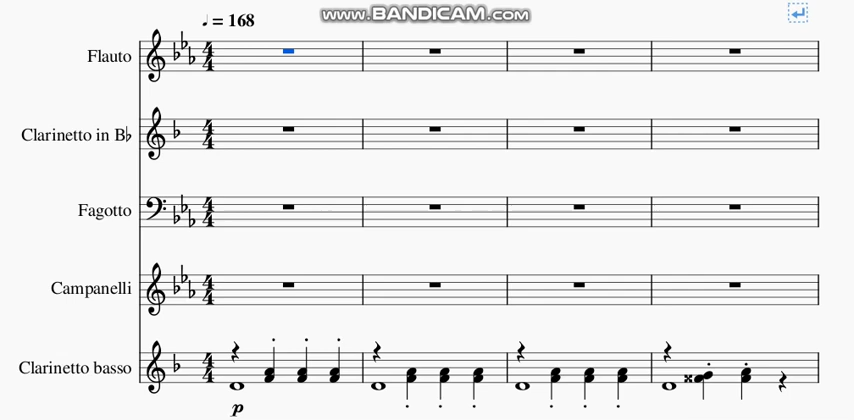 www.BANDICAM.com
♩ = 168
Flauto
Clarinetto in B♭
Fagotto
Campanelli
Clarinetto basso
p